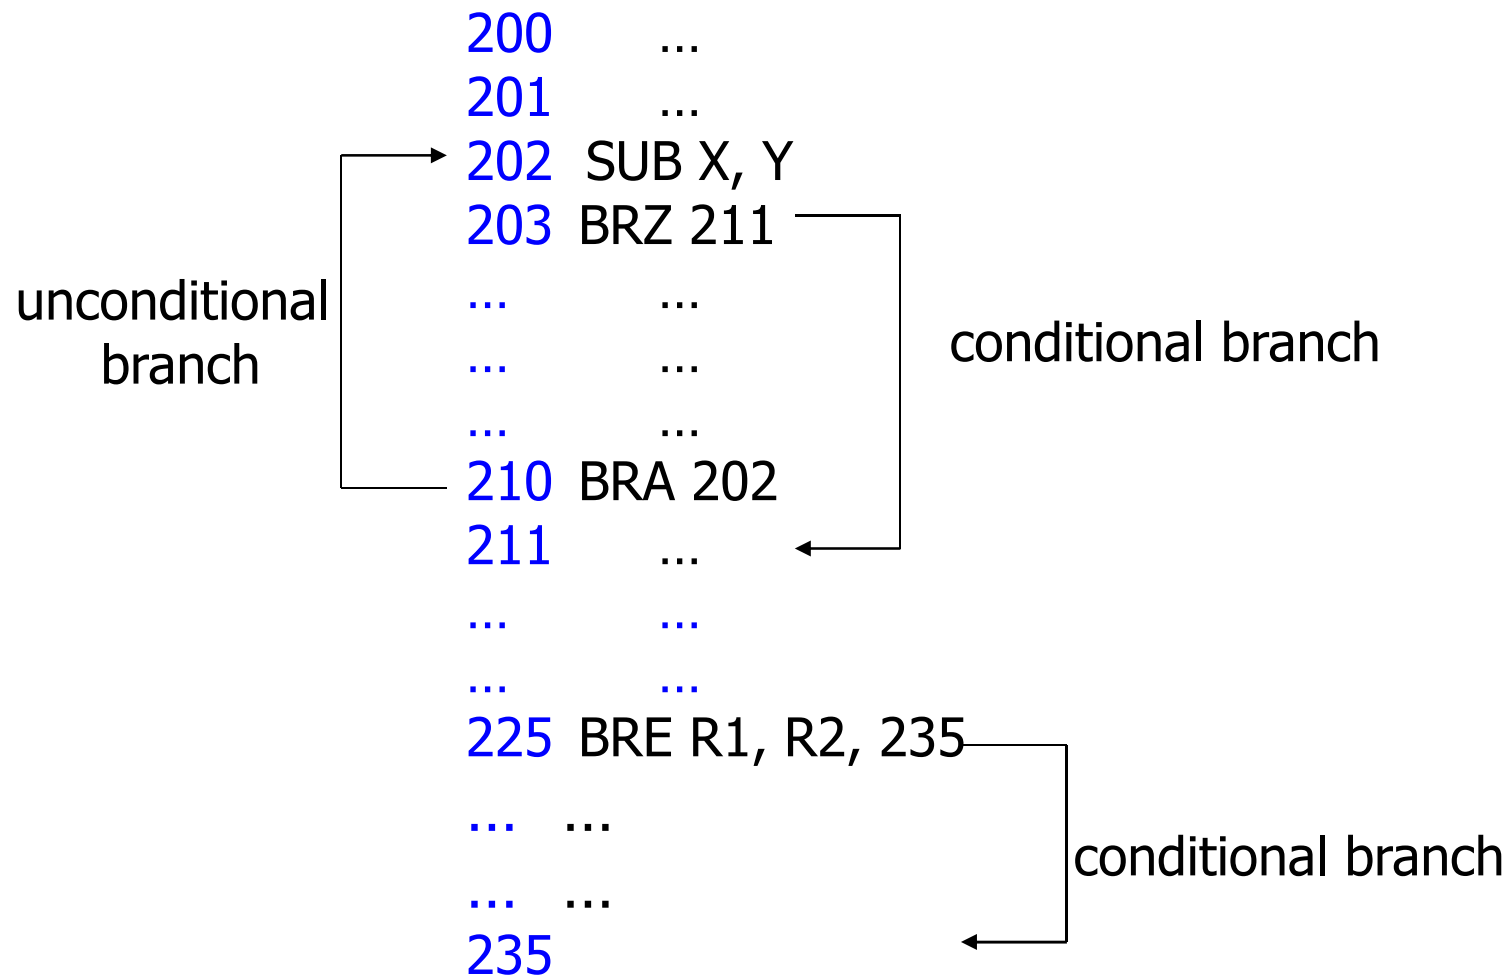 200 ...
201 ...
202 SUB X, Y
203 BRZ 211
... ...
unconditional
branch
... ...
conditional branch
... ...
210 BRA 202
211 ...
... ...
... ...
225 BRE R1, R2, 235
... ...
conditional branch
... ...
235